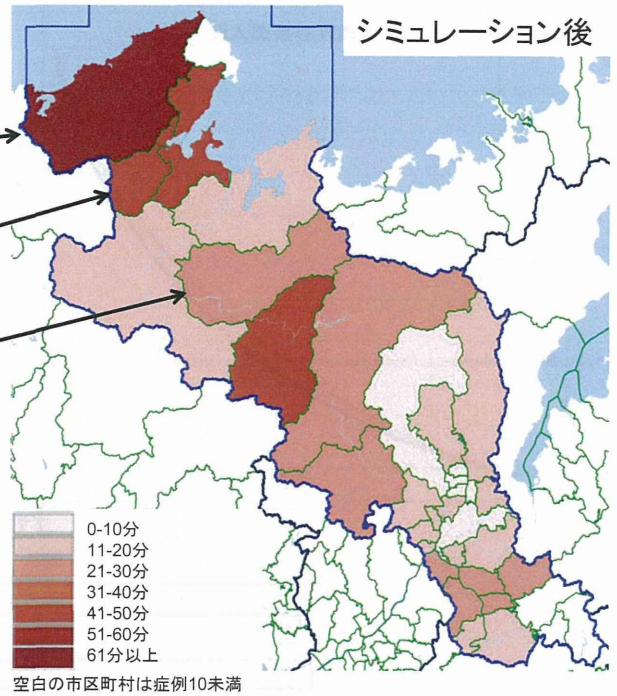 シミュレーション後
0-10分
11-20分
21-30分
31-40分
41-50分
51-60分
61分以上
空白の市区町村は症例10未満